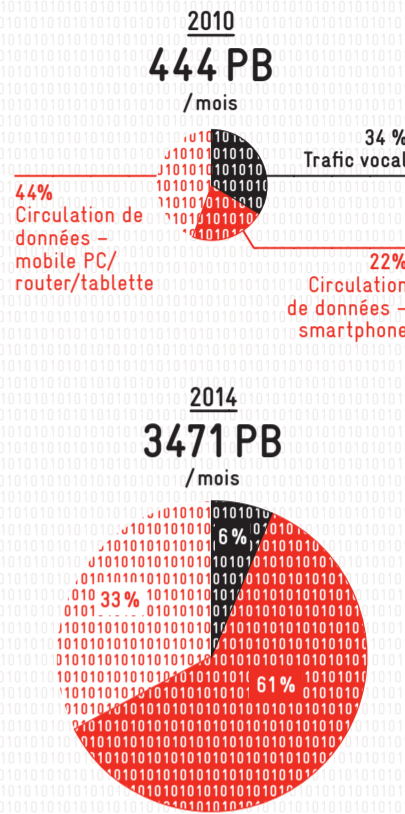 2010
444 PB
/mois
34 %
Trafic vocal
44%
Circulation de
données –
mobile PC/
router/tablette
22%
Circulation
de données –
smartphone
2014
3471 PB
/mois
6 %
33 %
61 %